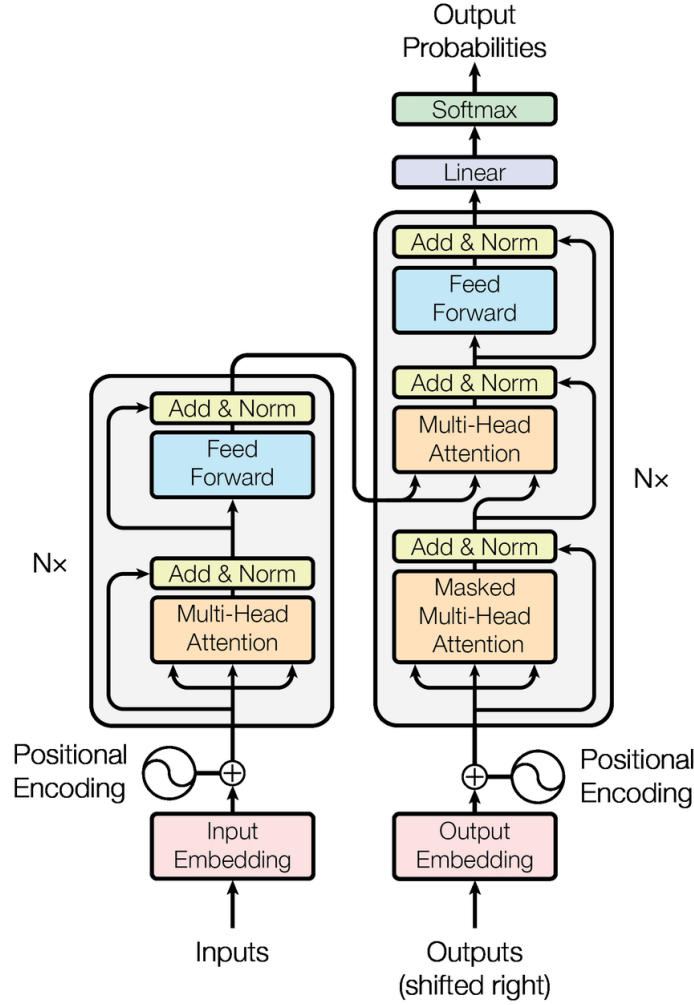 Output
Probabilities
Softmax
Linear
Add & Norm
Feed
Forward
Add & Norm
Multi-Head
Attention
Add & Norm
Masked
Multi-Head
Attention
N×
Add & Norm
Feed
Forward
Add & Norm
Multi-Head
Attention
N×
Positional
Encoding
Positional
Encoding
Input
Embedding
Output
Embedding
Inputs
Outputs
(shifted right)